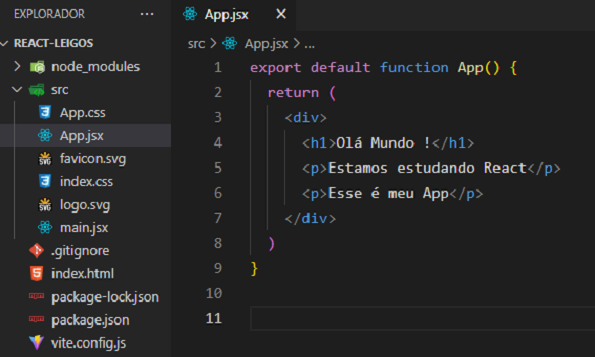 EXPLORADOR ...
App.jsx X
REACT-LEIGOS
src > App.jsx > ...
node_modules
src
App.css
App.jsx
favicon.svg
index.css
logo.svg
main.jsx
.gitignore
index.html
package-lock.json
package.json
vite.config.js
1 export default function App() {
2 return (
3 <div>
4 <h1>Olá Mundo !</h1>
5 <p>Estamos estudando React</p>
6 <p>Esse é meu App</p>
7 </div>
8 )
9 }
10
11